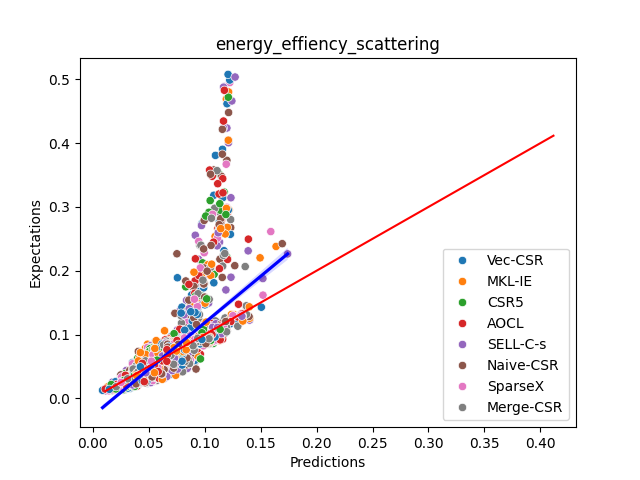 energy_effiency_scattering
Expectations
0.5
0.4
0.3
0.2
0.1
0.0
0.00 0.05 0.10 0.15 0.20 0.25 0.30 0.35 0.40
Predictions
Vec-CSR
MKL-IE
CSR5
AOCL
SELL-C-s
Naive-CSR
SparseX
Merge-CSR